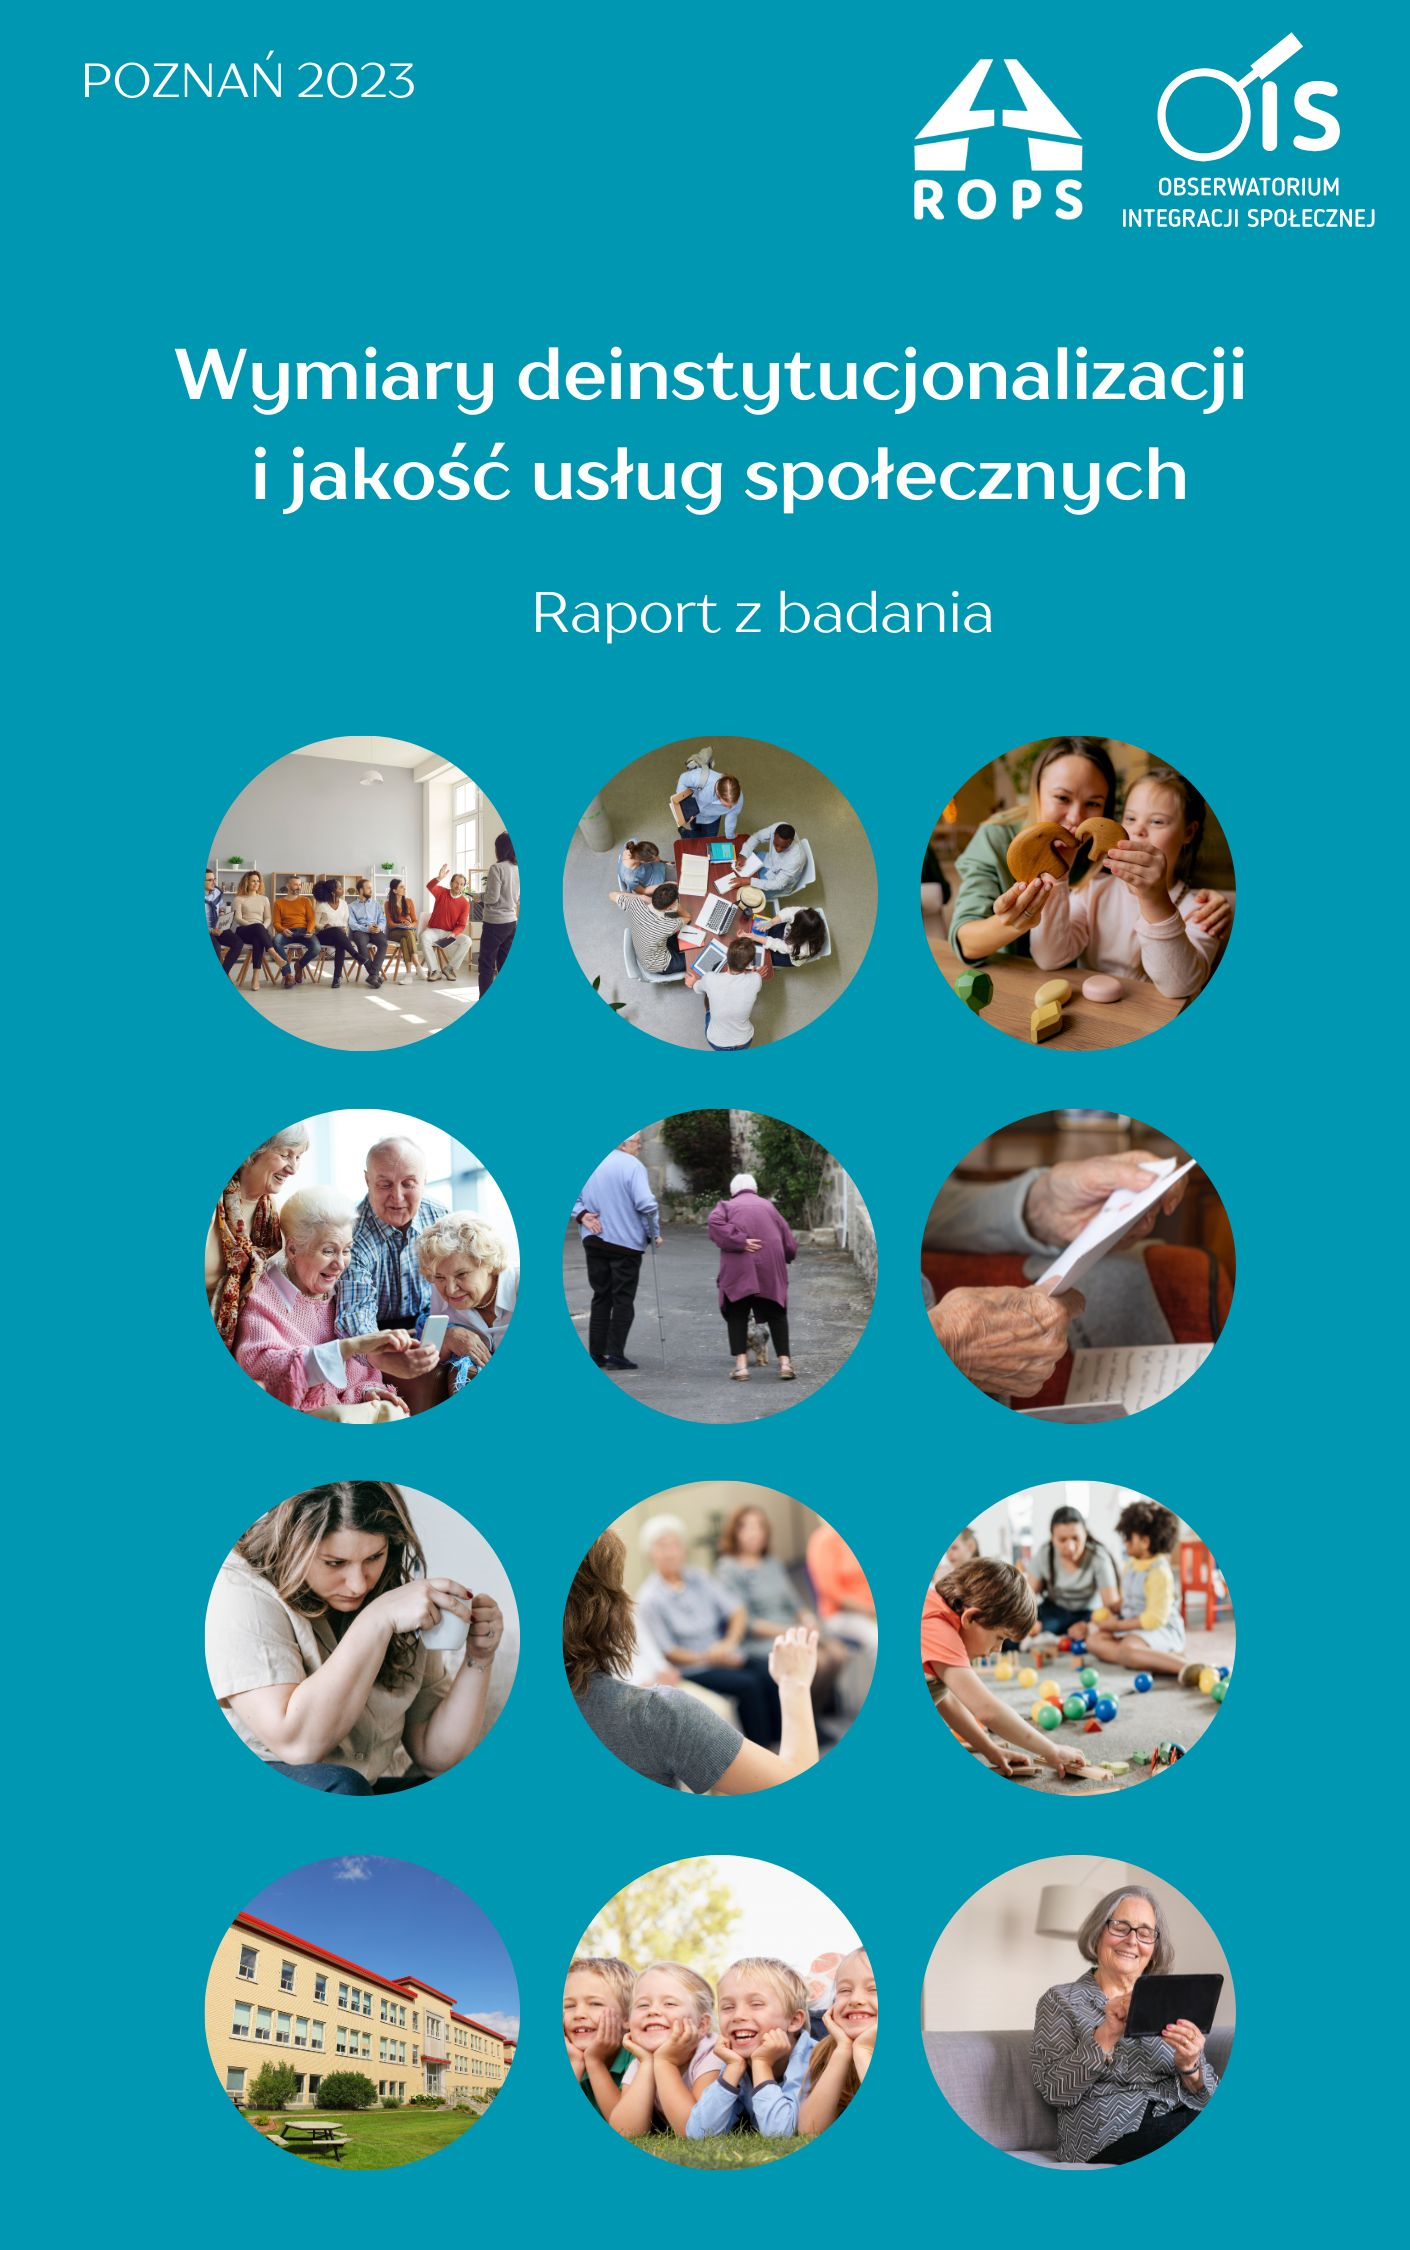 POZNAŃ 2023
ROPS
OIS
OBSERWATORIUM
INTEGRACJI SPOŁECZNEJ
Wymiary deinstytucjonalizacji
i jakość usług społecznych
Raport z badania